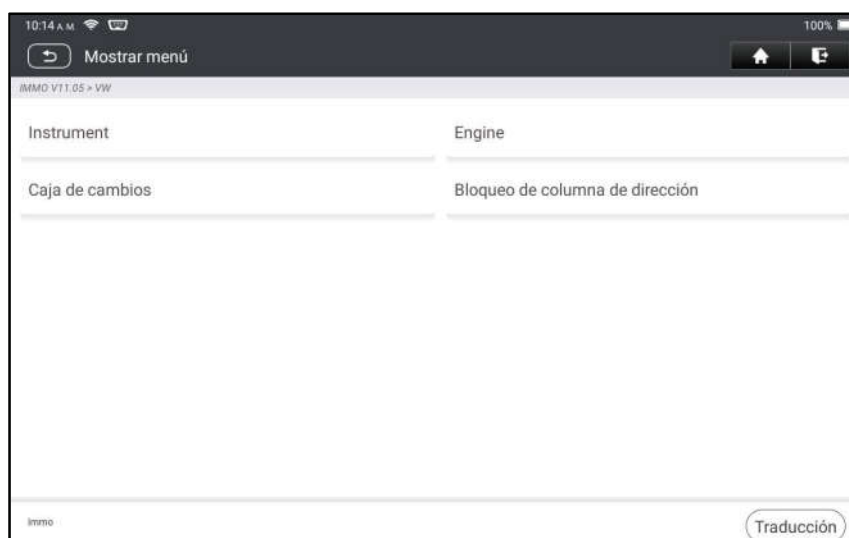 10:14 A M 100%
Mostrar menú
IMMO V11.05 > VW
Instrument Engine
Caja de cambios Bloqueo de columna de dirección
Immo Traducción